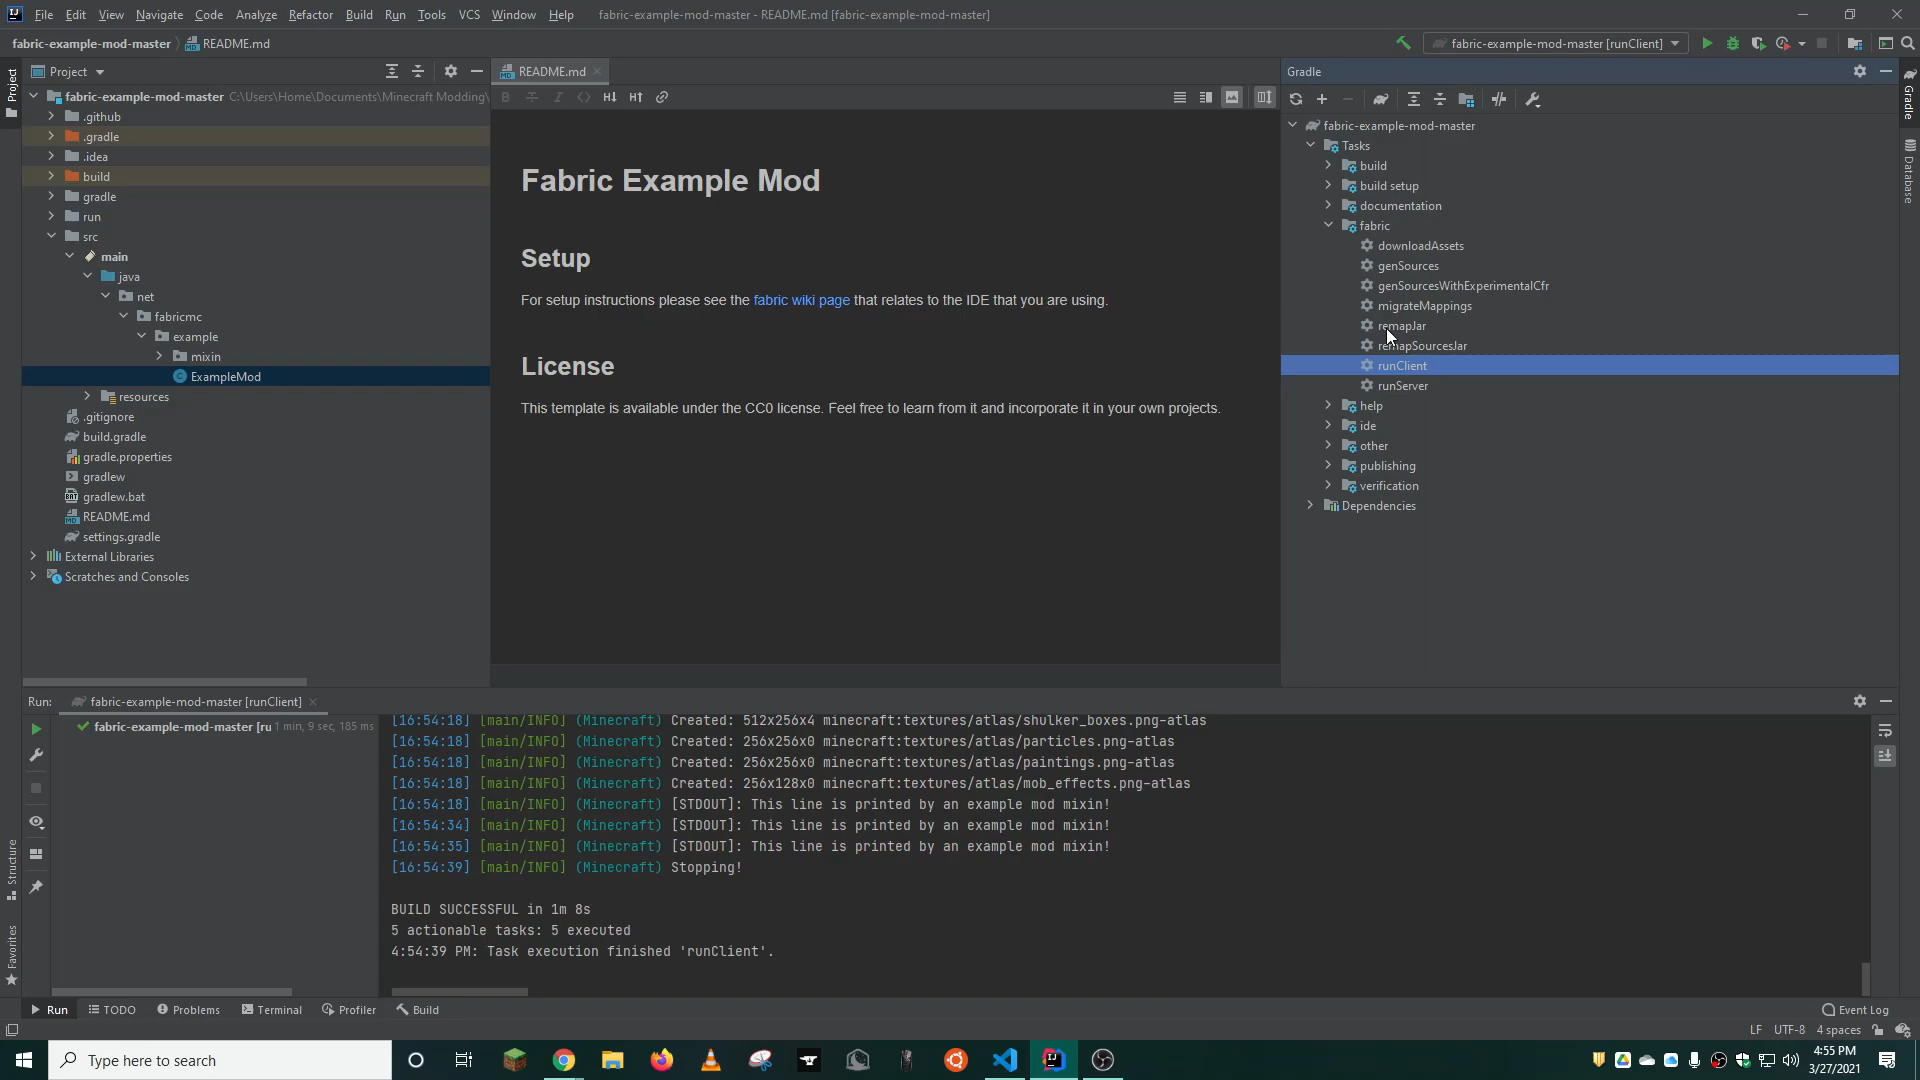 File Edit View Navigate Code Analyze Refactor Build Run Tools VCS Window Help fabric-example-mod-master - README.md [fabric-example-mod-master]
fabric-example-mod-master README.md fabric-example-mod-master [runClient]
Project
Project
README.md
Gradle
Gradle
Database
fabric-example-mod-master C:\Users\Home\Documents\Minecraft Modding\
.github
.gradle
.idea
build
gradle
run
src
main
java
net
fabricmc
example
mixin
ExampleMod
resources
.gitignore
build.gradle
gradle.properties
gradlew
gradlew.bat
README.md
settings.gradle
External Libraries
Scratches and Consoles
Fabric Example Mod
Setup
For setup instructions please see the fabric wiki page that relates to the IDE that you are using.
License
This template is available under the CC0 license. Feel free to learn from it and incorporate it in your own projects.
fabric-example-mod-master
Tasks
build
build setup
documentation
fabric
downloadAssets
genSources
genSourcesWithExperimentalCfr
migrateMappings
remapJar
remapSourcesJar
runClient
runServer
help
ide
other
publishing
verification
Dependencies
Run: fabric-example-mod-master [runClient]
fabric-example-mod-master [ru 1 min, 9 sec, 185 ms
[16:54:18] [main/INFO] (Minecraft) Created: 512x256x4 minecraft:textures/atlas/shulker_boxes.png-atlas
[16:54:18] [main/INFO] (Minecraft) Created: 256x256x0 minecraft:textures/atlas/particles.png-atlas
[16:54:18] [main/INFO] (Minecraft) Created: 256x256x0 minecraft:textures/atlas/paintings.png-atlas
[16:54:18] [main/INFO] (Minecraft) Created: 256x128x0 minecraft:textures/atlas/mob_effects.png-atlas
[16:54:18] [main/INFO] (Minecraft) [STDOUT]: This line is printed by an example mod mixin!
[16:54:34] [main/INFO] (Minecraft) [STDOUT]: This line is printed by an example mod mixin!
[16:54:35] [main/INFO] (Minecraft) [STDOUT]: This line is printed by an example mod mixin!
[16:54:39] [main/INFO] (Minecraft) Stopping!
BUILD SUCCESSFUL in 1m 8s
5 actionable tasks: 5 executed
4:54:39 PM: Task execution finished 'runClient'.
Structure
Favorites
Run TODO Problems Terminal Profiler Build Event Log
LF UTF-8 4 spaces
Type here to search
4:55 PM
3/27/2021